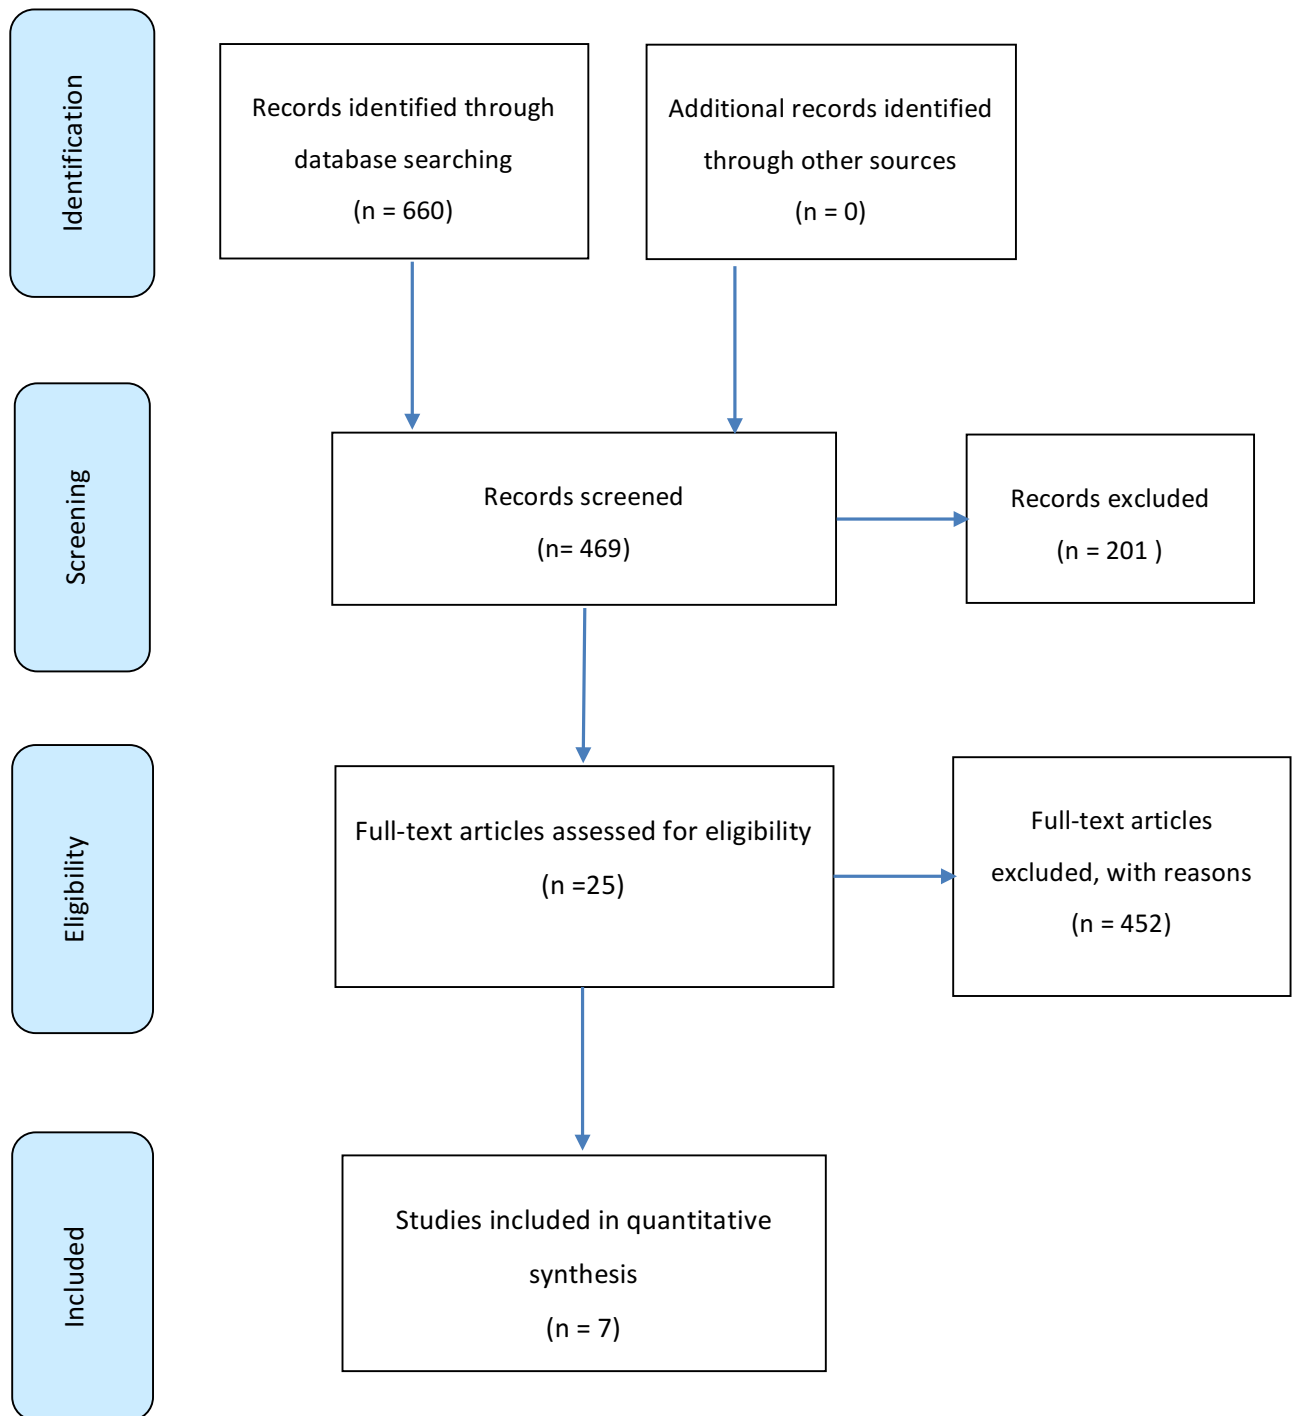 Identification
Records identified through
database searching
(n = 660)
Additional records identified
through other sources
(n = 0)
Screening
Records screened
(n= 469)
Records excluded
(n = 201 )
Eligibility
Full-text articles assessed for eligibility
(n =25)
Full-text articles
excluded, with reasons
(n = 452)
Included
Studies included in quantitative
synthesis
(n = 7)